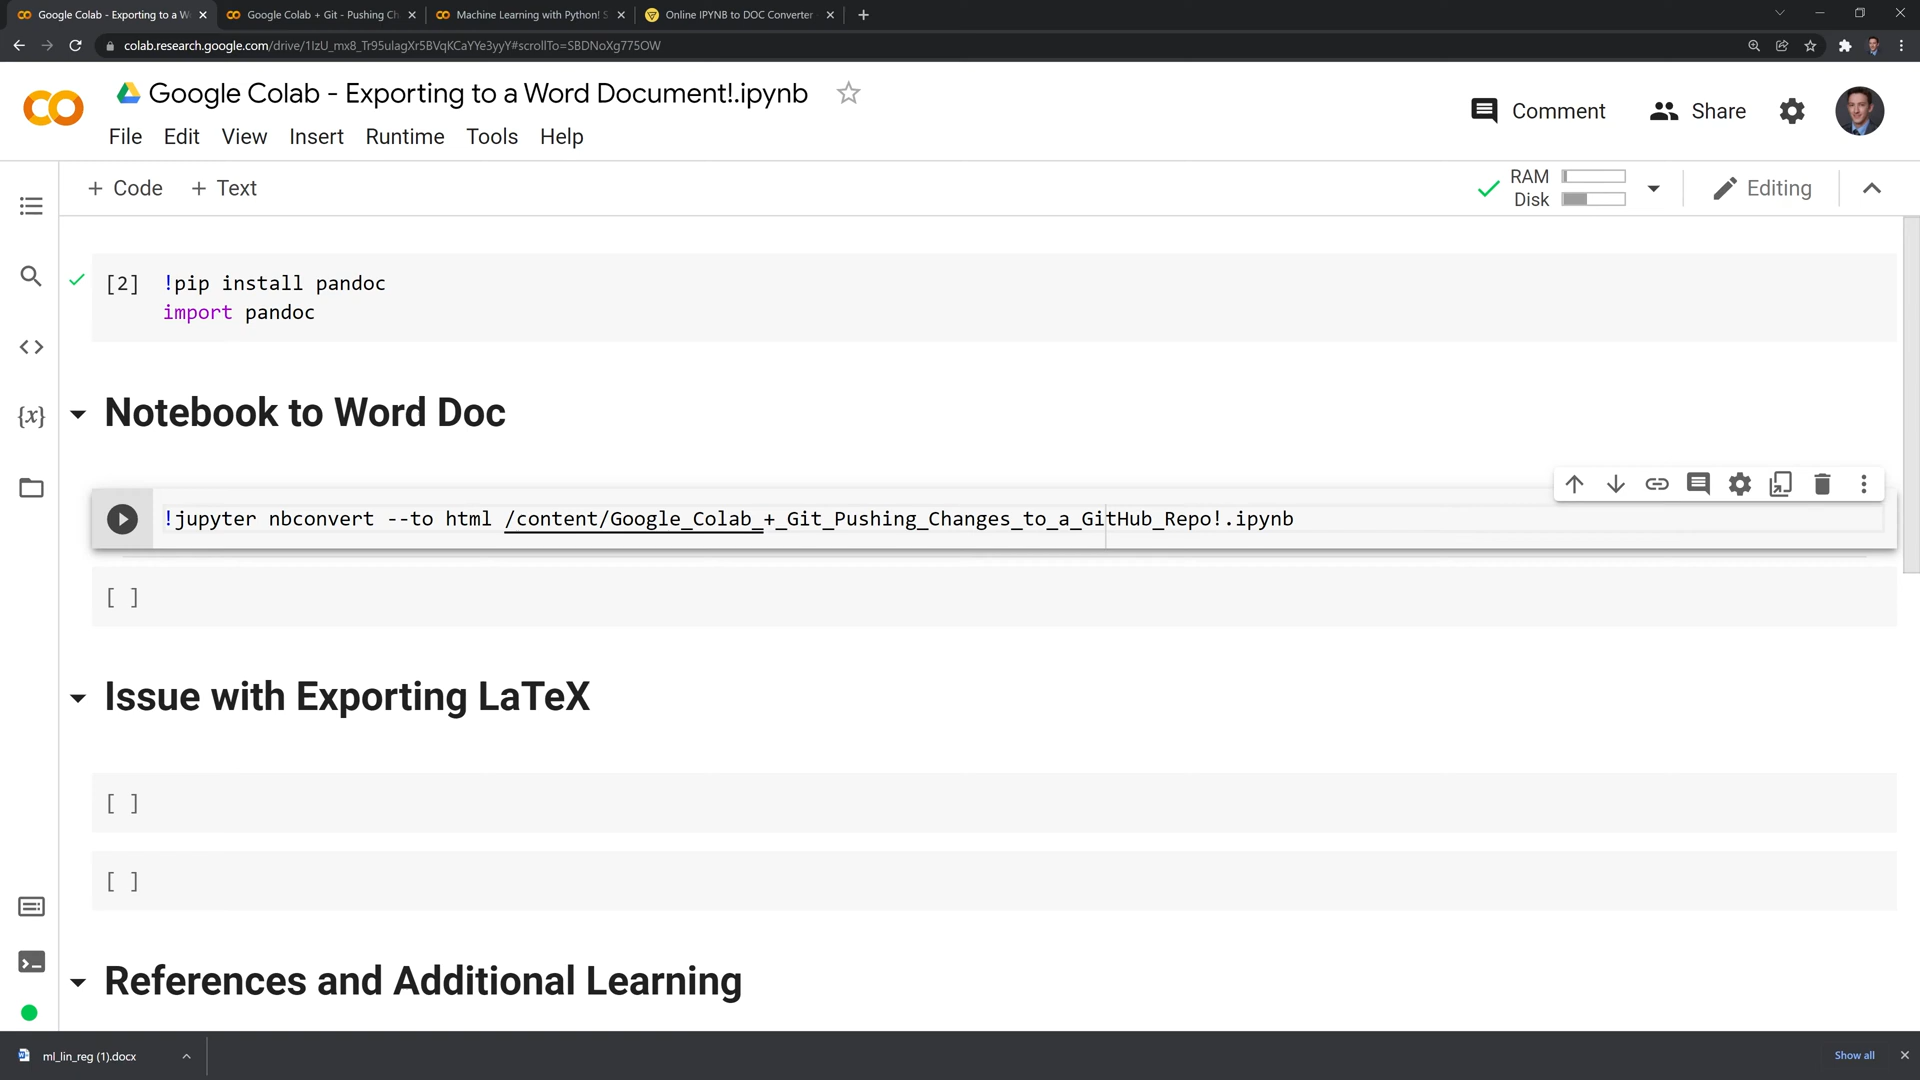 Google Colab - Exporting to a W
Google Colab + Git - Pushing Ch
Machine Learning with Python! S
Online IPYNB to DOC Converter
colab.research.google.com/drive/1lzU_mx8_Tr95ulagXr5BVqKCaYYe3yyY#scrollTo=SBDNoXg775OW
Google Colab - Exporting to a Word Document!.ipynb
File Edit View Insert Runtime Tools Help
Comment
Share
+ Code + Text
RAM
Disk
Editing
[2] !pip install pandoc
import pandoc
{x}
Notebook to Word Doc
!jupyter nbconvert --to html /content/Google_Colab_+_Git_Pushing_Changes_to_a_GitHub_Repo!.ipynb
[ ]
Issue with Exporting LaTeX
[ ]
[ ]
References and Additional Learning
ml_lin_reg (1).docx
Show all